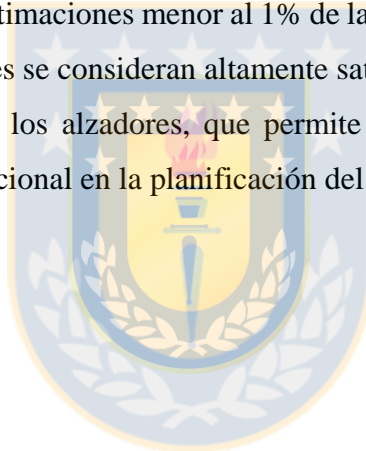 timaciones menor al 1% de la
es se consideran altamente sat
los alzadores, que permite
cional en la planificación del